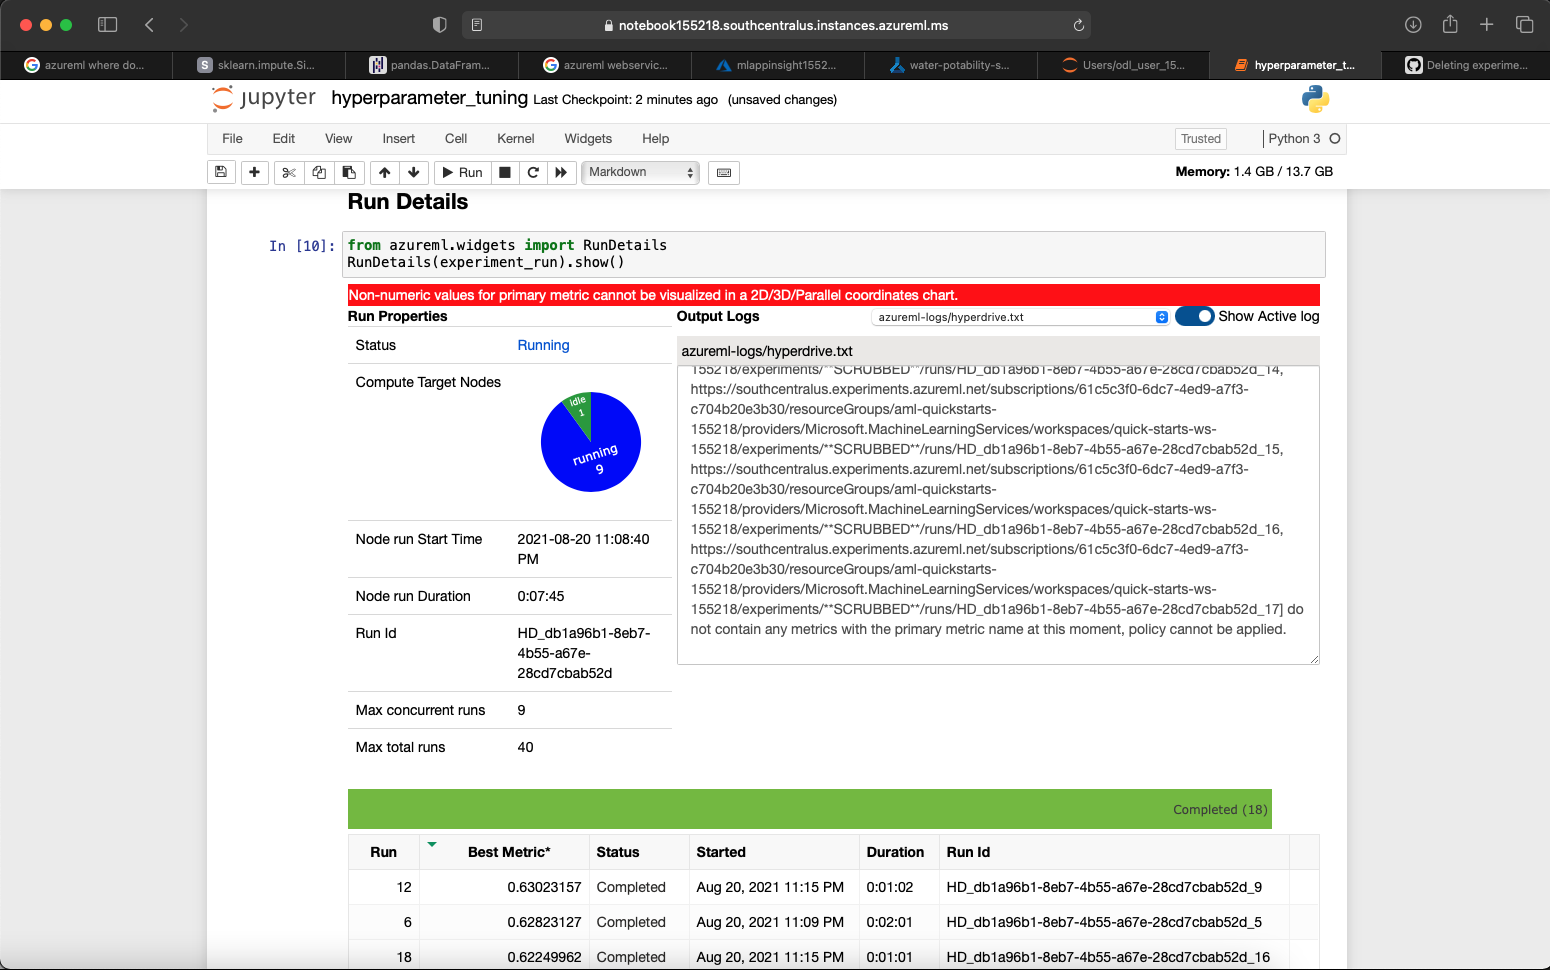 notebook155218.southcentralus.instances.azureml.ms
azureml where do...
S sklearn.impute.Si...
pandas.DataFram...
azureml webservic...
mlappinsight1552...
water-potability-s...
Users/odl_user_15...
hyperparameter_t...
Deleting experime...
jupyter hyperparameter_tuning Last Checkpoint: 2 minutes ago (unsaved changes)
File Edit View Insert Cell Kernel Widgets Help Trusted Python 3
Run Markdown Memory: 1.4 GB / 13.7 GB
Run Details
In [10]: from azureml.widgets import RunDetails
RunDetails(experiment_run).show()
Non-numeric values for primary metric cannot be visualized in a 2D/3D/Parallel coordinates chart.
Run Properties
Status Running
Compute Target Nodes
Idle
1
running
9
Node run Start Time 2021-08-20 11:08:40
PM
Node run Duration 0:07:45
Run Id HD_db1a96b1-8eb7-
4b55-a67e-
28cd7cbab52d
Max concurrent runs 9
Max total runs 40
Output Logs azureml-logs/hyperdrive.txt Show Active log
azureml-logs/hyperdrive.txt
155218/experiments/**SCRUBBED**/runs/HD_db1a96b1-8eb7-4b55-a67e-28cd7cbab52d_14,
https://southcentralus.experiments.azureml.net/subscriptions/61c5c3f0-6dc7-4ed9-a7f3-
c704b20e3b30/resourceGroups/aml-quickstarts-
155218/providers/Microsoft.MachineLearningServices/workspaces/quick-starts-ws-
155218/experiments/**SCRUBBED**/runs/HD_db1a96b1-8eb7-4b55-a67e-28cd7cbab52d_15,
https://southcentralus.experiments.azureml.net/subscriptions/61c5c3f0-6dc7-4ed9-a7f3-
c704b20e3b30/resourceGroups/aml-quickstarts-
155218/providers/Microsoft.MachineLearningServices/workspaces/quick-starts-ws-
155218/experiments/**SCRUBBED**/runs/HD_db1a96b1-8eb7-4b55-a67e-28cd7cbab52d_16,
https://southcentralus.experiments.azureml.net/subscriptions/61c5c3f0-6dc7-4ed9-a7f3-
c704b20e3b30/resourceGroups/aml-quickstarts-
155218/providers/Microsoft.MachineLearningServices/workspaces/quick-starts-ws-
155218/experiments/**SCRUBBED**/runs/HD_db1a96b1-8eb7-4b55-a67e-28cd7cbab52d_17] do
not contain any metrics with the primary metric name at this moment, policy cannot be applied.
Completed (18)
Run Best Metric* Status Started Duration Run Id
12 0.63023157 Completed Aug 20, 2021 11:15 PM 0:01:02 HD_db1a96b1-8eb7-4b55-a67e-28cd7cbab52d_9
6 0.62823127 Completed Aug 20, 2021 11:09 PM 0:02:01 HD_db1a96b1-8eb7-4b55-a67e-28cd7cbab52d_5
18 0.62249962 Completed Aug 20, 2021 11:15 PM 0:01:01 HD_db1a96b1-8eb7-4b55-a67e-28cd7cbab52d_16